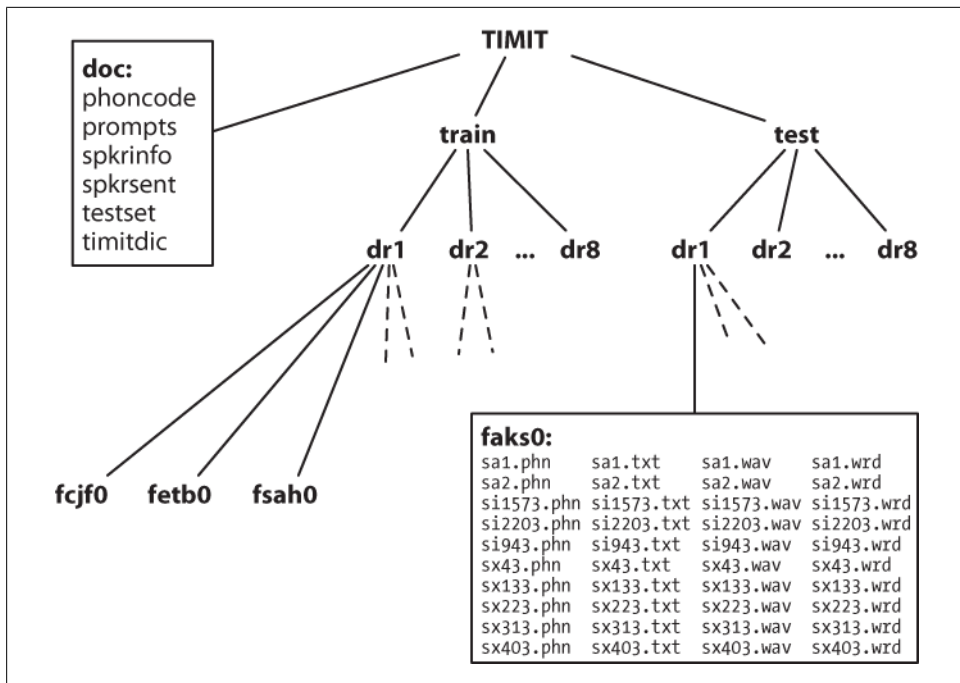 TIMIT
doc:
phoncode
prompts
spkrinfo
spkrsent
testset
timitdic
train
test
dr1 dr2 ... dr8
dr1 dr2 ... dr8
fcjf0 fetb0 fsah0
faks0:
sa1.phn sa1.txt sa1.wav sa1.wrd
sa2.phn sa2.txt sa2.wav sa2.wrd
si1573.phn si1573.txt si1573.wav si1573.wrd
si2203.phn si2203.txt si2203.wav si2203.wrd
si943.phn si943.txt si943.wav si943.wrd
sx43.phn sx43.txt sx43.wav sx43.wrd
sx133.phn sx133.txt sx133.wav sx133.wrd
sx223.phn sx223.txt sx223.wav sx223.wrd
sx313.phn sx313.txt sx313.wav sx313.wrd
sx403.phn sx403.txt sx403.wav sx403.wrd